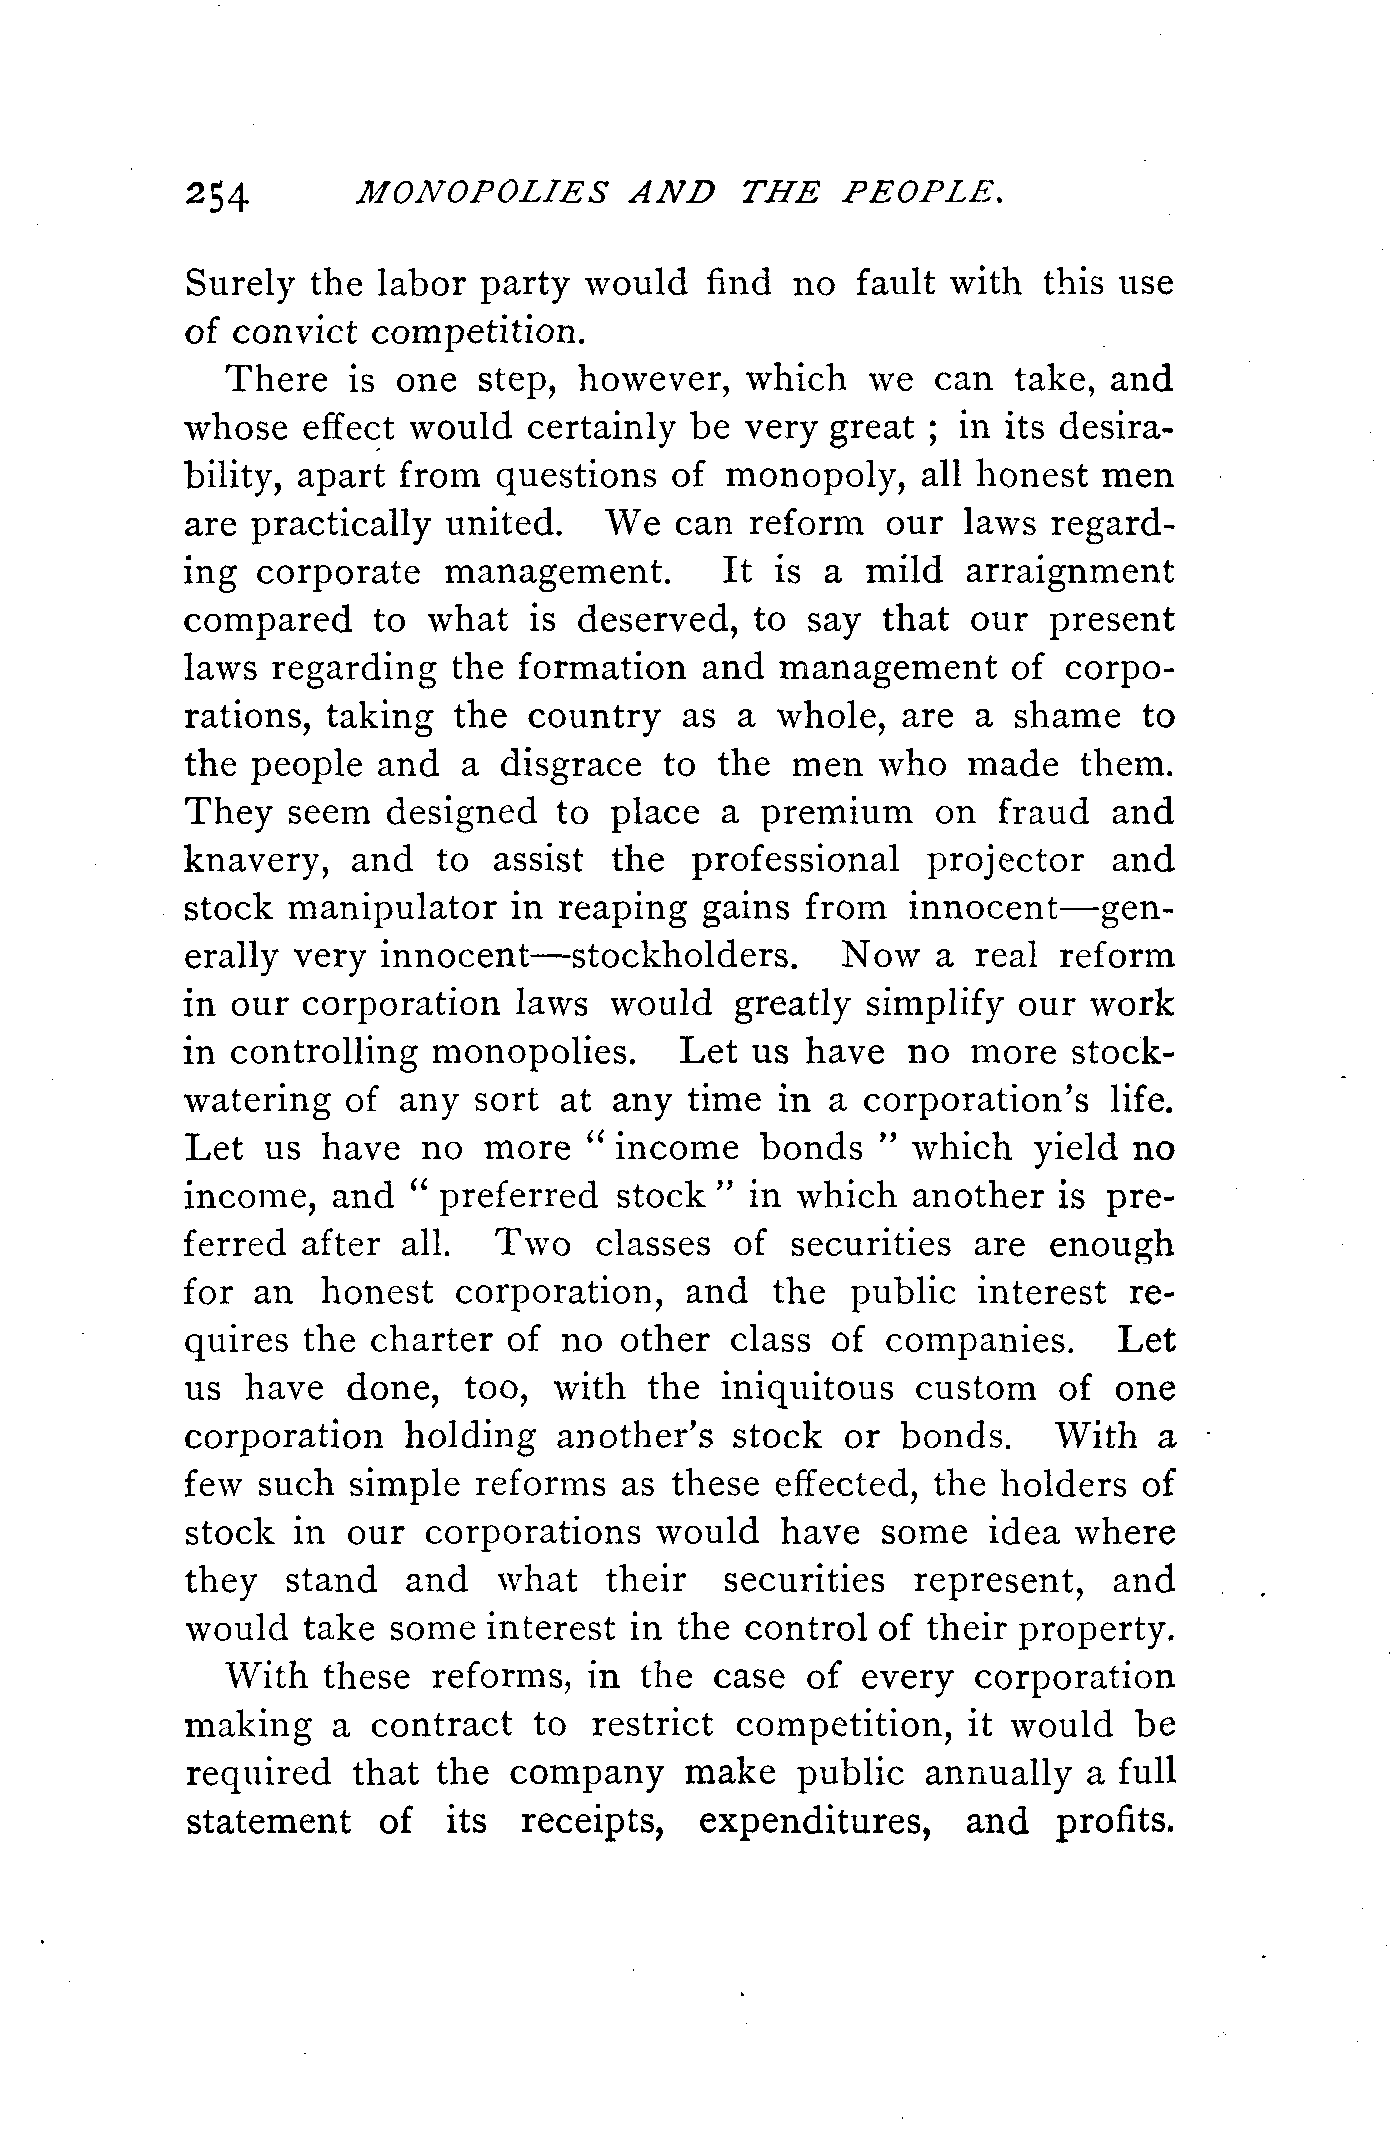 254 MONOPOLIES AND THE PEOPLE.
Surely the labor party would find no fault with this use
of convict competition.
There is one step, however, which we can take, and
whose effect would certainly be very great ; in its desira-
bility, apart from questions of monopoly, all honest men
are practically united. We can reform our laws regard-
ing corporate management. It is a mild arraignment
compared to what is deserved, to say that our present
laws regarding the formation and management of corpo-
rations, taking the country as a whole, are a shame to
the people and a disgrace to the men who made them.
They seem designed to place a premium on fraud and
knavery, and to assist the professional projector and
stock manipulator in reaping gains from innocent—gen-
erally very innocent—stockholders. Now a real reform
in our corporation laws would greatly simplify our work
in controlling monopolies. Let us have no more stock-
watering of any sort at any time in a corporation's life.
Let us have no more “ income bonds ” which yield no
income, and “ preferred stock ” in which another is pre-
ferred after all. Two classes of securities are enough
for an honest corporation, and the public interest re-
quires the charter of no other class of companies. Let
us have done, too, with the iniquitous custom of one
corporation holding another's stock or bonds. With a
few such simple reforms as these effected, the holders of
stock in our corporations would have some idea where
they stand and what their securities represent, and
would take some interest in the control of their property.
With these reforms, in the case of every corporation
making a contract to restrict competition, it would be
required that the company make public annually a full
statement of its receipts, expenditures, and profits.